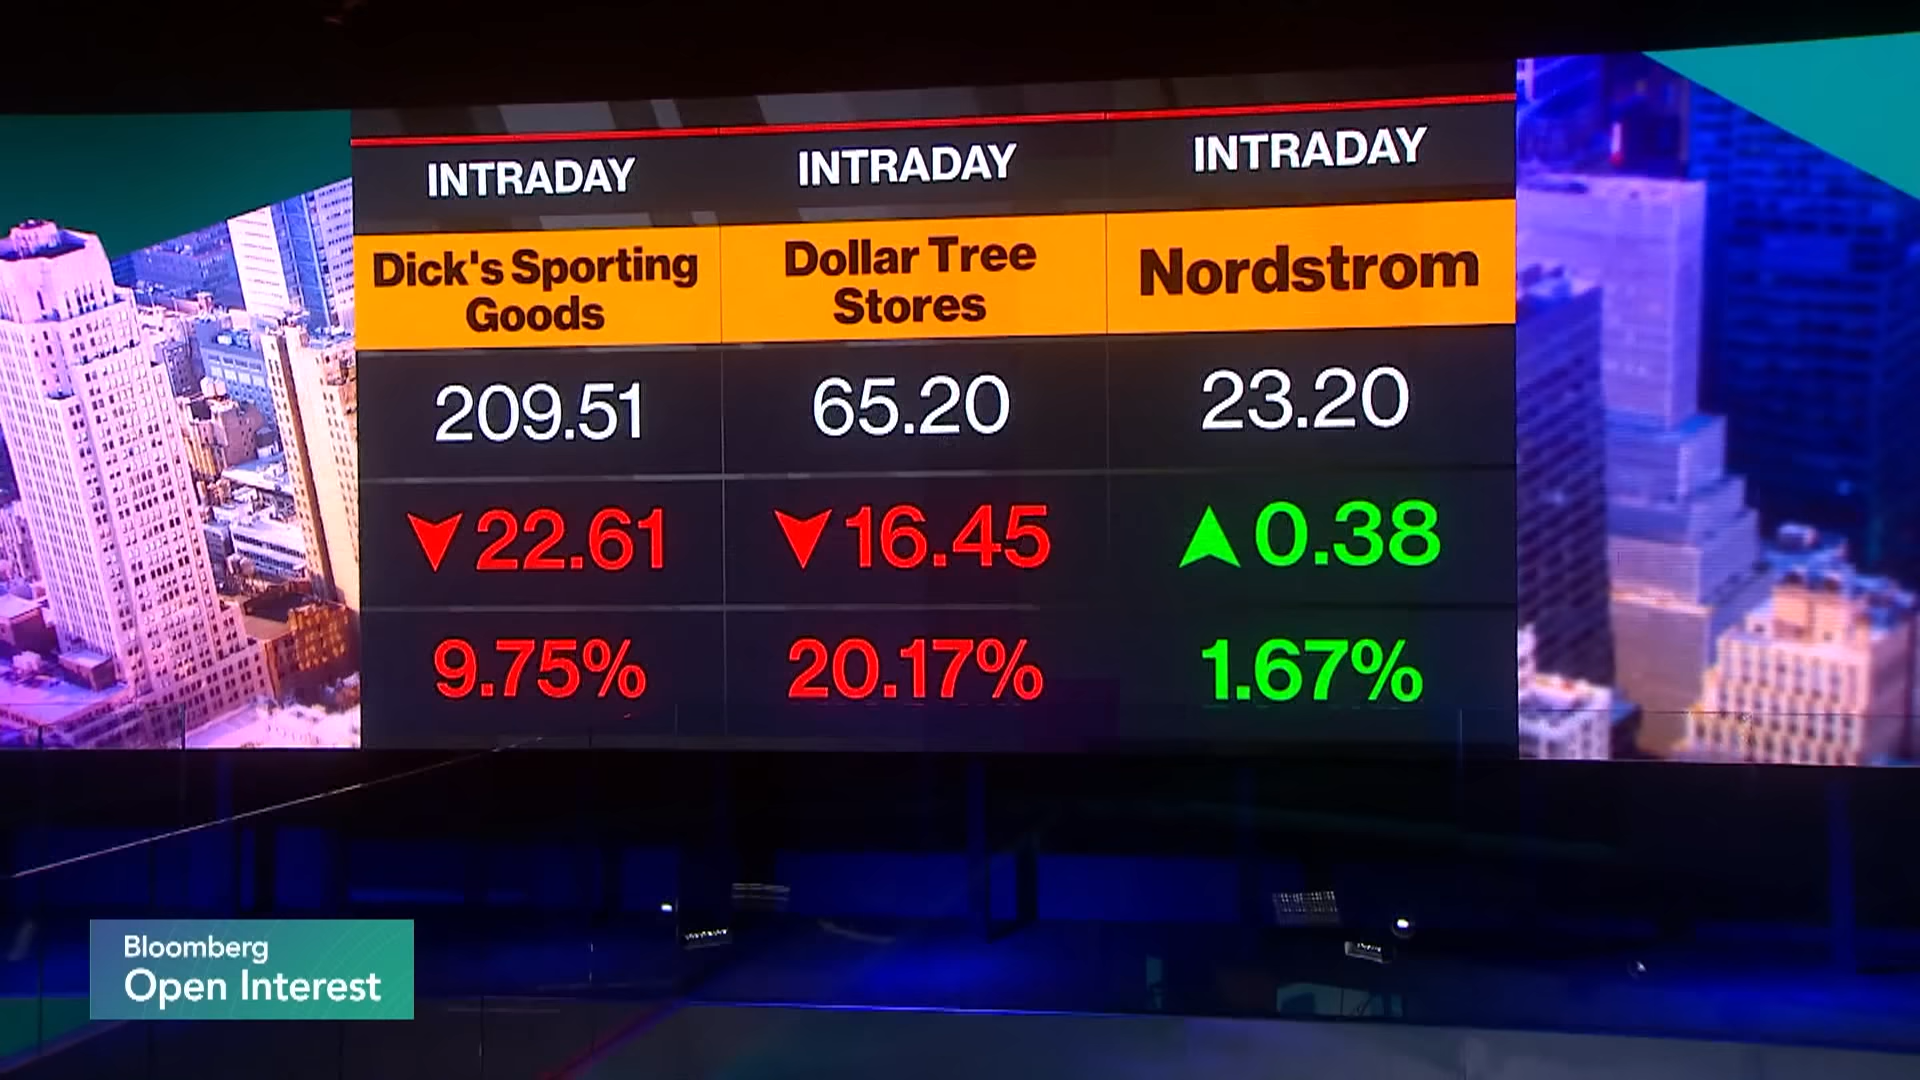 INTRADAY
INTRADAY
INTRADAY
Dick's Sporting
Goods
Dollar Tree
Stores
Nordstrom
209.51
65.20
23.20
▼22.61
▼16.45
▲0.38
9.75%
20.17%
1.67%
Bloomberg
Open Interest